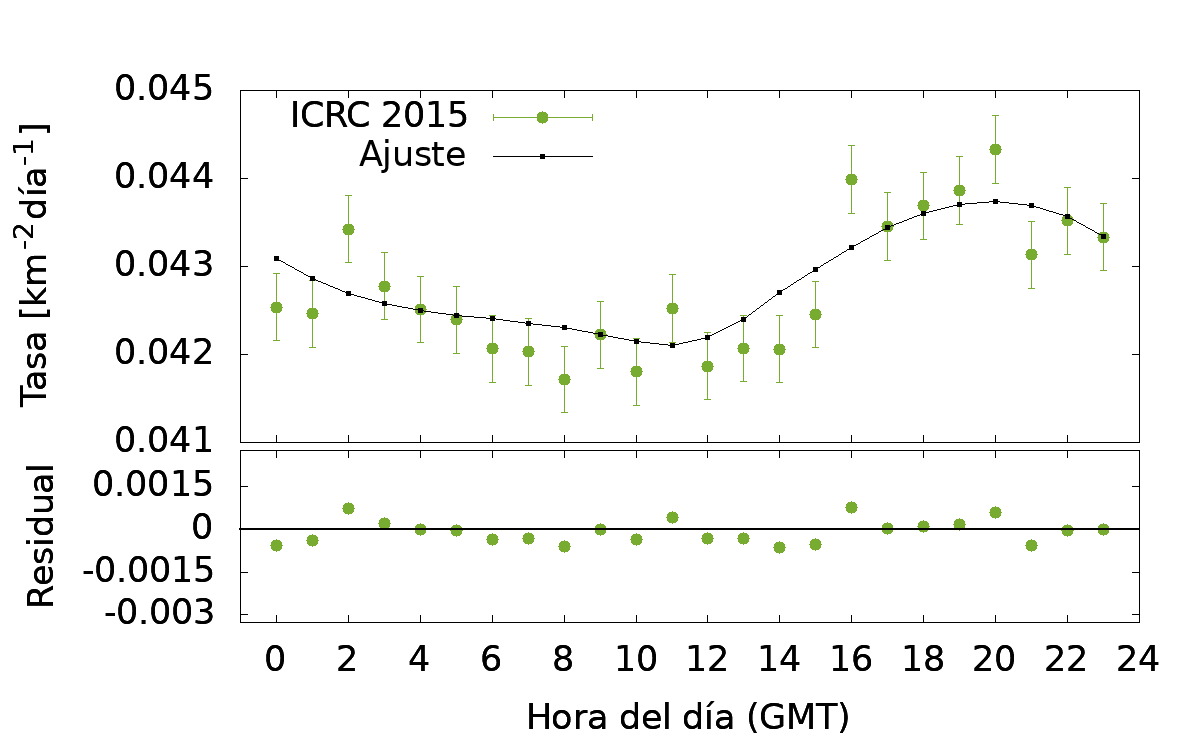 0.045
0.044
0.043
0.042
0.041
Tasa [km⁻²día⁻¹]
ICRC 2015
Ajuste
0.0015
0
-0.0015
-0.003
Residual
0 2 4 6 8 10 12 14 16 18 20 22 24
Hora del día (GMT)